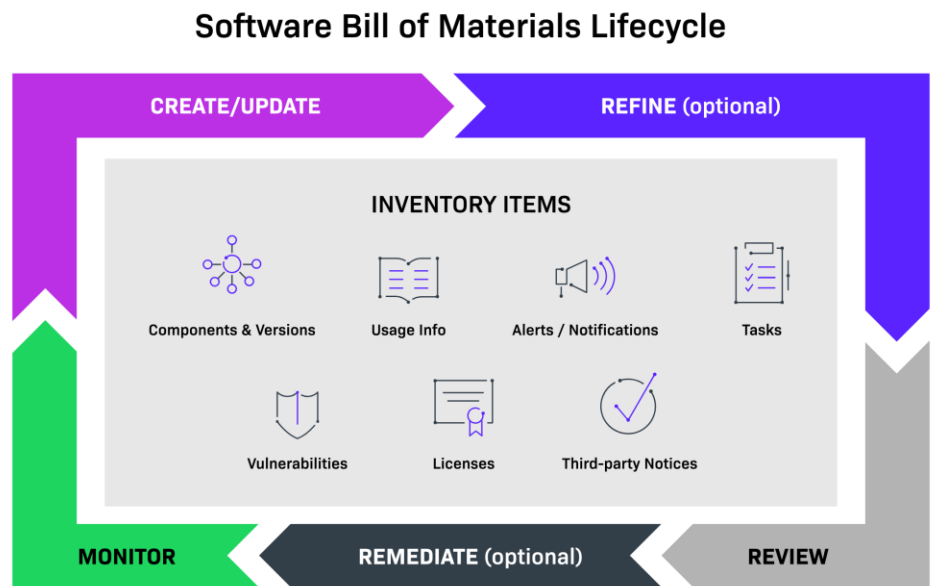 Software Bill of Materials Lifecycle
CREATE/UPDATE
REFINE (optional)
INVENTORY ITEMS
Components & Versions
Usage Info
Alerts / Notifications
Tasks
Vulnerabilities
Licenses
Third-party Notices
MONITOR
REMEDIATE (optional)
REVIEW